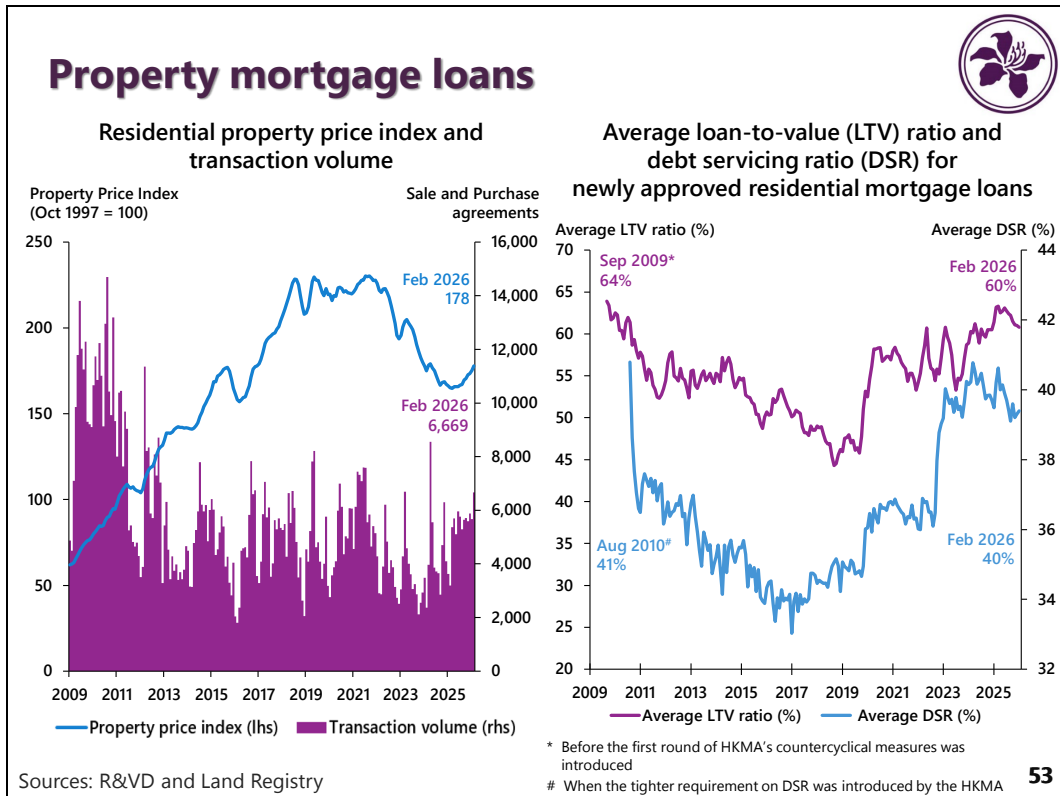 Property mortgage loans
Residential property price index and
transaction volume
Property Price Index
(Oct 1997 = 100)
Sale and Purchase
agreements
250
200
150
100
50
0
16,000
14,000
12,000
10,000
8,000
6,000
4,000
2,000
0
Feb 2026
178
Feb 2026
6,669
2009 2011 2013 2015 2017 2019 2021 2023 2025
Property price index (lhs) Transaction volume (rhs)
Average loan-to-value (LTV) ratio and
debt servicing ratio (DSR) for
newly approved residential mortgage loans
Average LTV ratio (%)
Average DSR (%)
70
65
60
55
50
45
40
35
30
25
20
44
42
40
38
36
34
32
Sep 2009*
64%
Feb 2026
60%
Aug 2010#
41%
Feb 2026
40%
2009 2011 2013 2015 2017 2019 2021 2023 2025
Average LTV ratio (%) Average DSR (%)
* Before the first round of HKMA's countercyclical measures was
introduced
# When the tighter requirement on DSR was introduced by the HKMA
Sources: R&VD and Land Registry
53